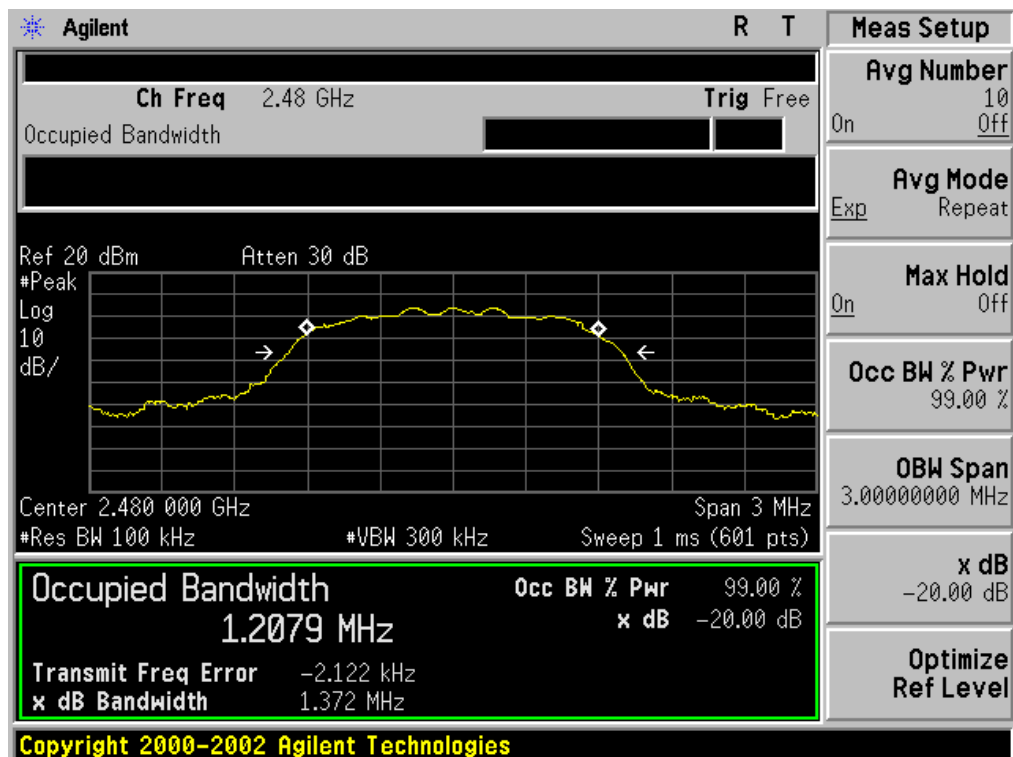 Agilent R T
Ch Freq 2.48 GHz Trig Free
Occupied Bandwidth
Ref 20 dBm Atten 30 dB
#Peak
Log
10
dB/
Center 2.480 000 GHz Span 3 MHz
#Res BW 100 kHz #VBW 300 kHz Sweep 1 ms (601 pts)
Occupied Bandwidth Occ BW % Pwr 99.00 %
1.2079 MHz x dB -20.00 dB
Transmit Freq Error -2.122 kHz
x dB Bandwidth 1.372 MHz
Copyright 2000-2002 Agilent Technologies
Meas Setup
Avg Number
10
On Off
Avg Mode
Exp Repeat
Max Hold
On Off
Occ BW % Pwr
99.00 %
OBW Span
3.00000000 MHz
x dB
-20.00 dB
Optimize
Ref Level